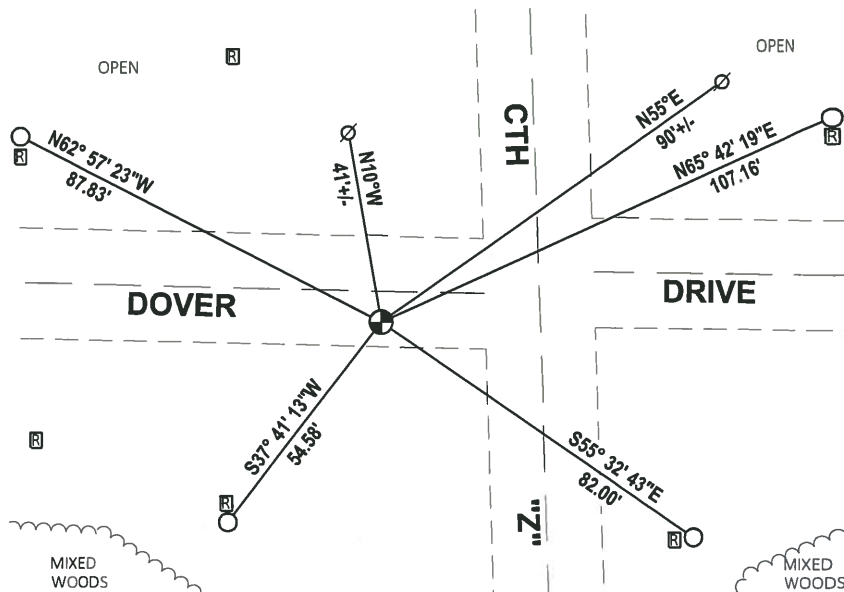 OPEN
R
OPEN
CTH
N55°E
90'+/-
N65° 42' 19"E
107.16'
R
R
N62° 57' 23"W
87.83'
N10°W
41'+/-
DOVER
DRIVE
S37° 41' 13"W
54.58'
R
R
S55° 32' 43"E
82.00'
"Z"
R
MIXED
WOODS
MIXED
WOODS